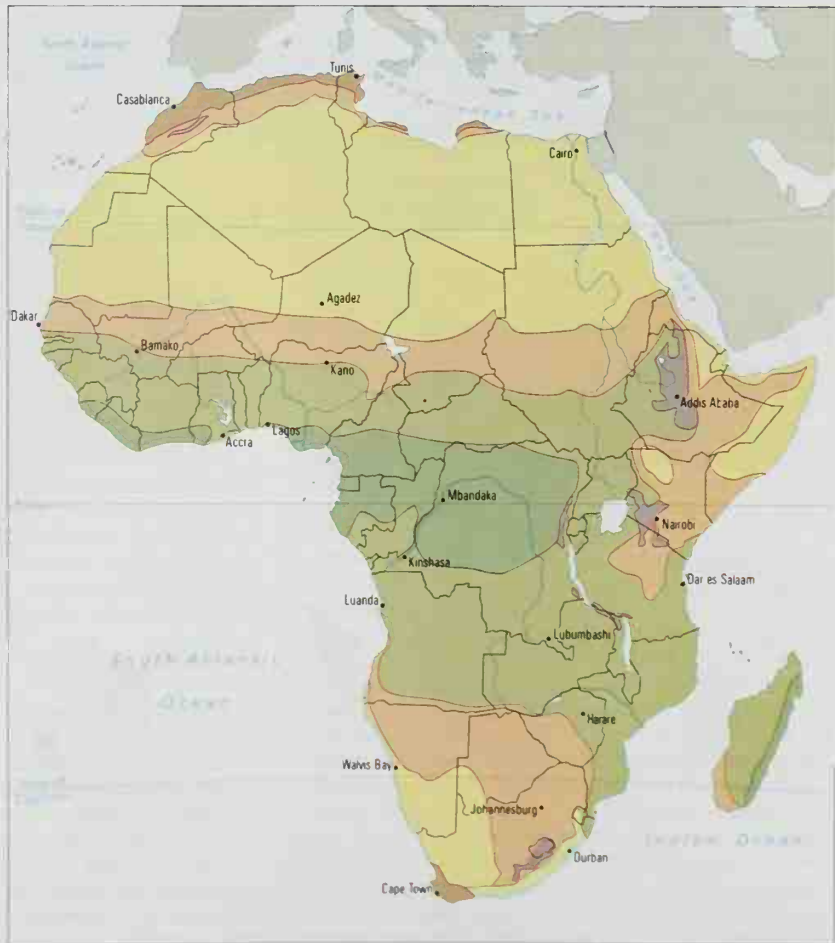 Tunis
Casablanca
Cairo
Agadez
Dakar
Bamako
Kano
Addis Ababa
Lagos
Accra
Mbandaka
Nairobi
Kinshasa
Dar es Salaam
Luanda
Lubumbashi
South Atlantic
Ocean
Harare
Walvis Bay
Johannesburg
Indian Ocean
Durban
Cape Town